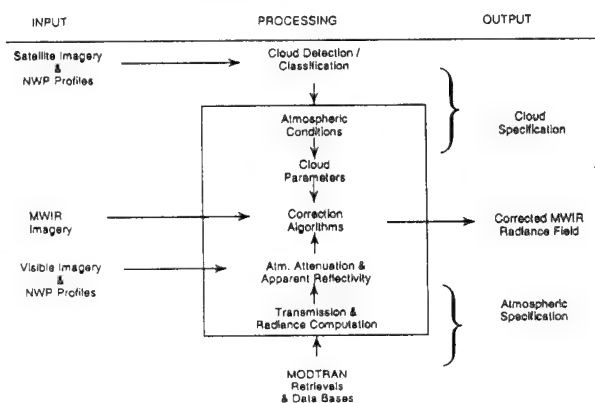 INPUT
PROCESSING
OUTPUT
Satellite Imagery
&
NWP Profiles
Cloud Detection /
Classification
Atmospheric
Conditions
Cloud
Specification
Cloud
Parameters
MWIR
Imagery
Correction
Algorithms
Corrected MWIR
Radiance Field
Visible Imagery
&
NWP Profiles
Atm. Attenuation &
Apparent Reflectivity
Transmission &
Radiance Computation
Atmospheric
Specification
MODTRAN
Retrievals
& Data Bases